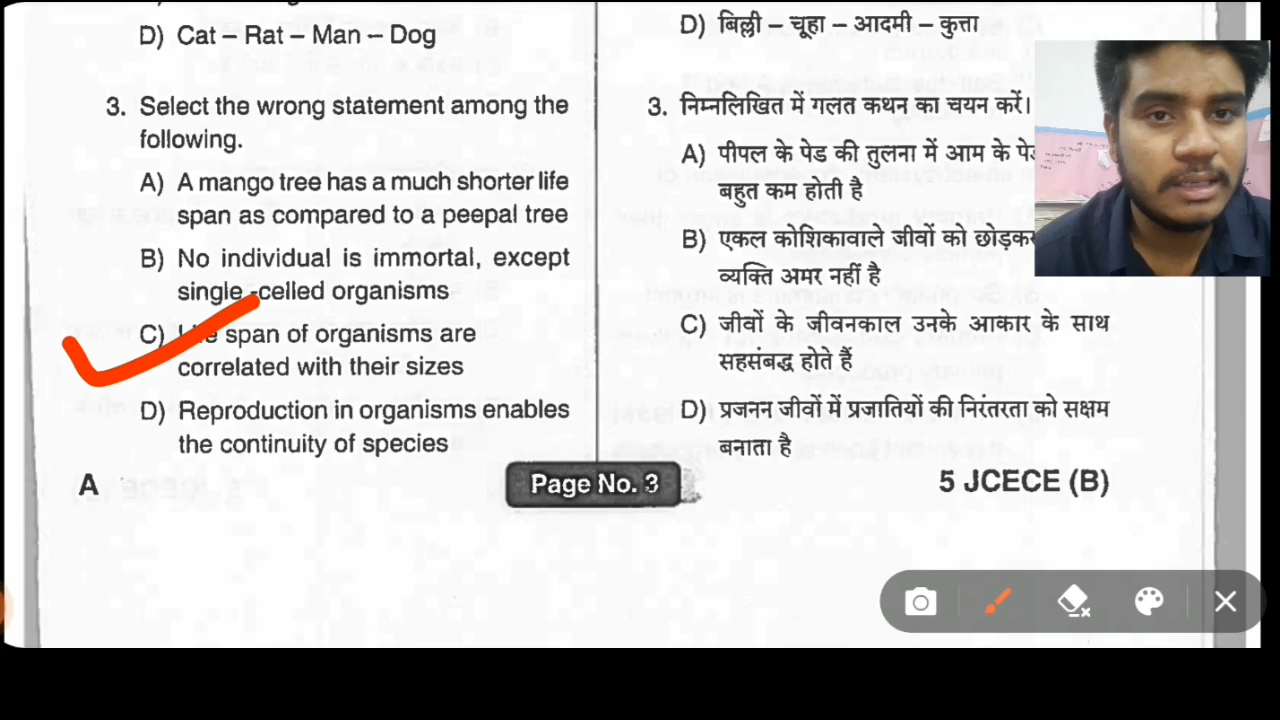 D) Cat – Rat – Man – Dog
3. Select the wrong statement among the
following.
A) A mango tree has a much shorter life
span as compared to a peepal tree
B) No individual is immortal, except
single-celled organisms
C) span of organisms are
correlated with their sizes
D) Reproduction in organisms enables
the continuity of species
A
Page No. 3
D) बिल्ली – चूहा – आदमी – कुत्ता
3. निम्नलिखित में गलत कथन का चयन करें।
A) पीपल के पेड की तुलना में आम के
बहुत कम होती है
B) एकल कोशिकावाले जीवों को
व्यक्ति अमर नहीं है
C) जीवों के जीवनकाल उनके आकार के साथ
सहसंबद्ध होते हैं
D) प्रजनन जीवों में प्रजातियों की निरंतरता को सक्षम
बनाता है
5 JCECE (B)